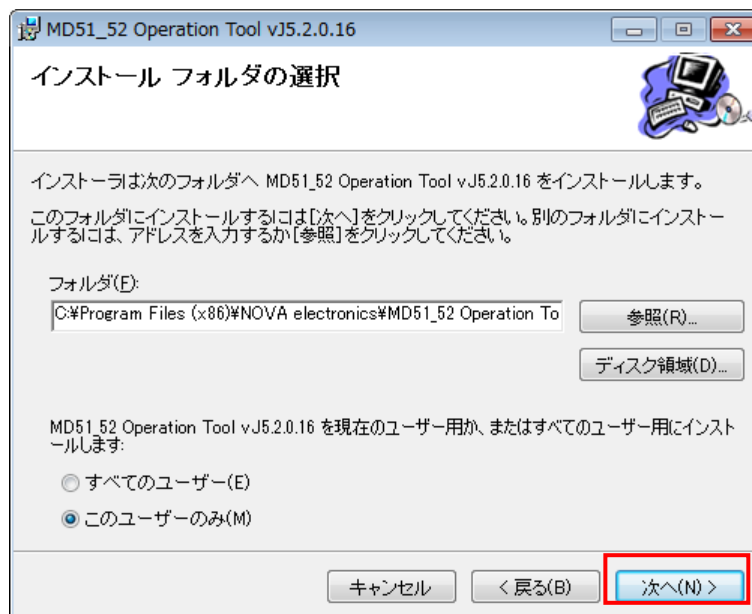 MD51_52 Operation Tool vJ5.2.0.16
インストール フォルダの選択
インストーラは次のフォルダへ MD51_52 Operation Tool vJ5.2.0.16 をインストールします。
このフォルダにインストールするには[次へ]をクリックしてください。別のフォルダにインストー
ルするには、アドレスを入力するか[参照]をクリックしてください。
フォルダ(F):
C:¥Program Files (x86)¥NOVA electronics¥MD51_52 Operation To
参照(R)...
ディスク領域(D)...
MD51_52 Operation Tool vJ5.2.0.16 を現在のユーザー用か、またはすべてのユーザー用にインスト
ールします:
すべてのユーザー(E)
このユーザーのみ(M)
キャンセル
< 戻る(B)
次へ(N) >